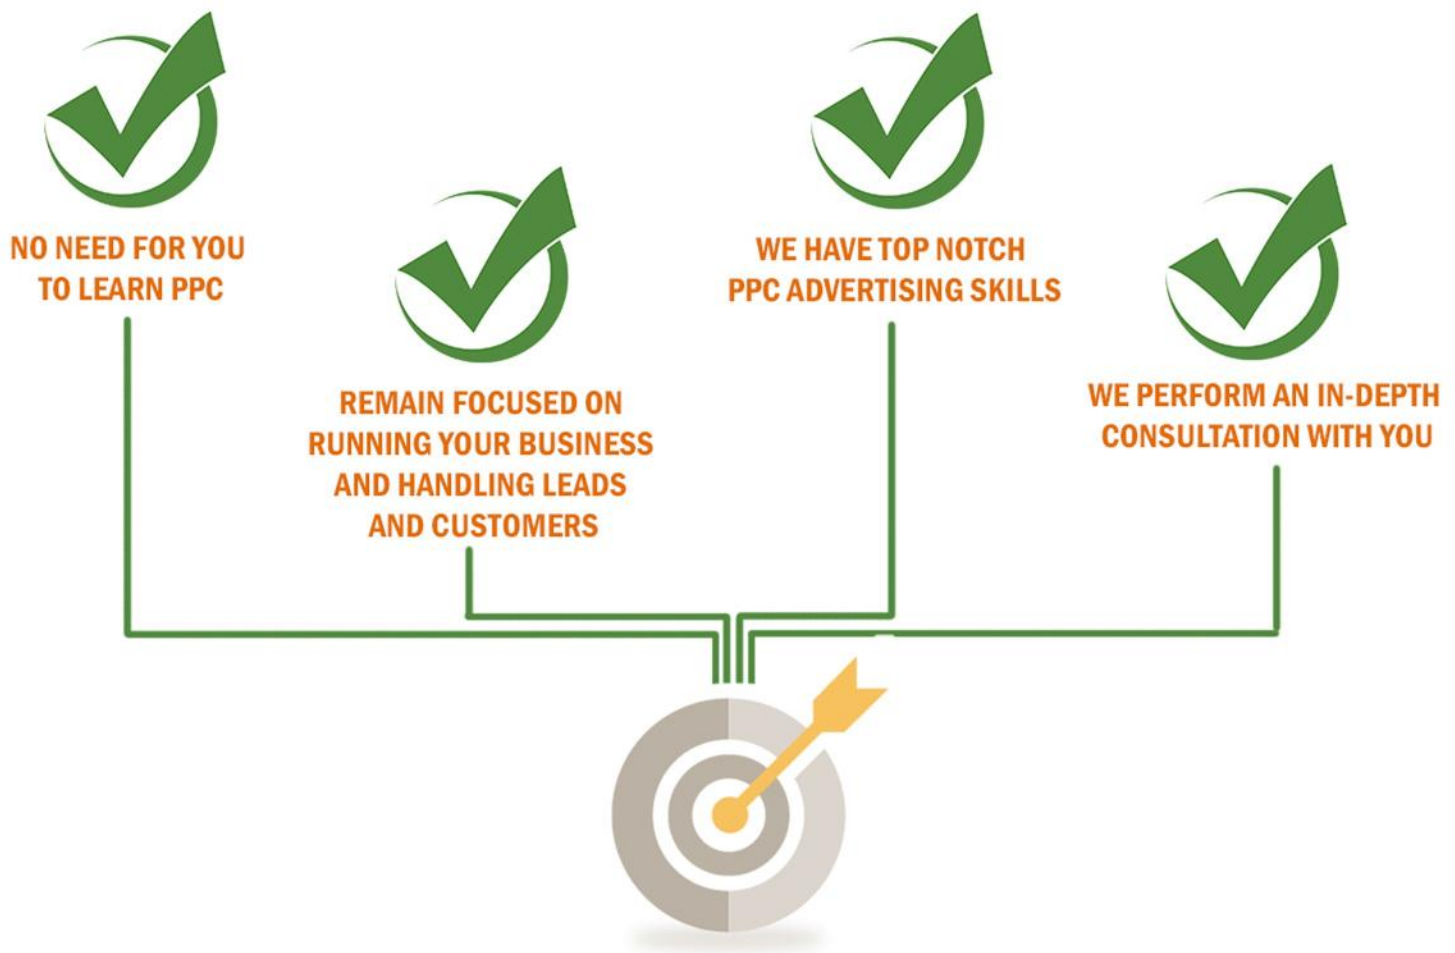 NO NEED FOR YOU
TO LEARN PPC
REMAIN FOCUSED ON
RUNNING YOUR BUSINESS
AND HANDLING LEADS
AND CUSTOMERS
WE HAVE TOP NOTCH
PPC ADVERTISING SKILLS
WE PERFORM AN IN-DEPTH
CONSULTATION WITH YOU